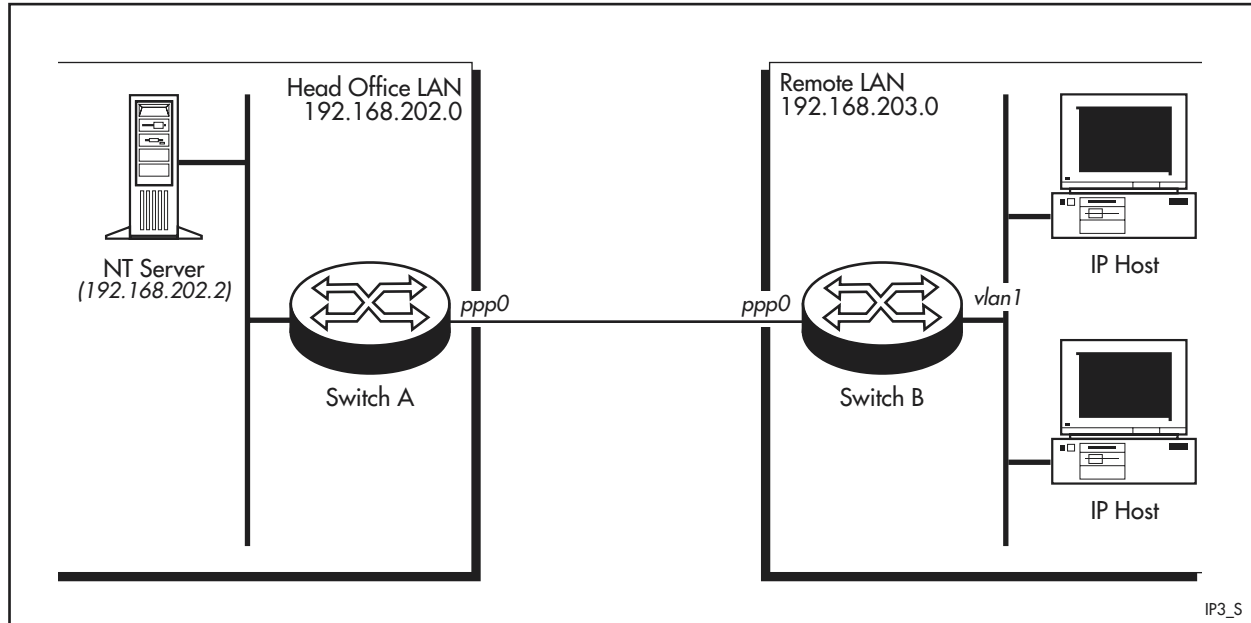 Head Office LAN
192.168.202.0
NT Server
(192.168.202.2)
Switch A
ppp0
Remote LAN
192.168.203.0
ppp0
vlan1
Switch B
IP Host
IP Host
IP3_S